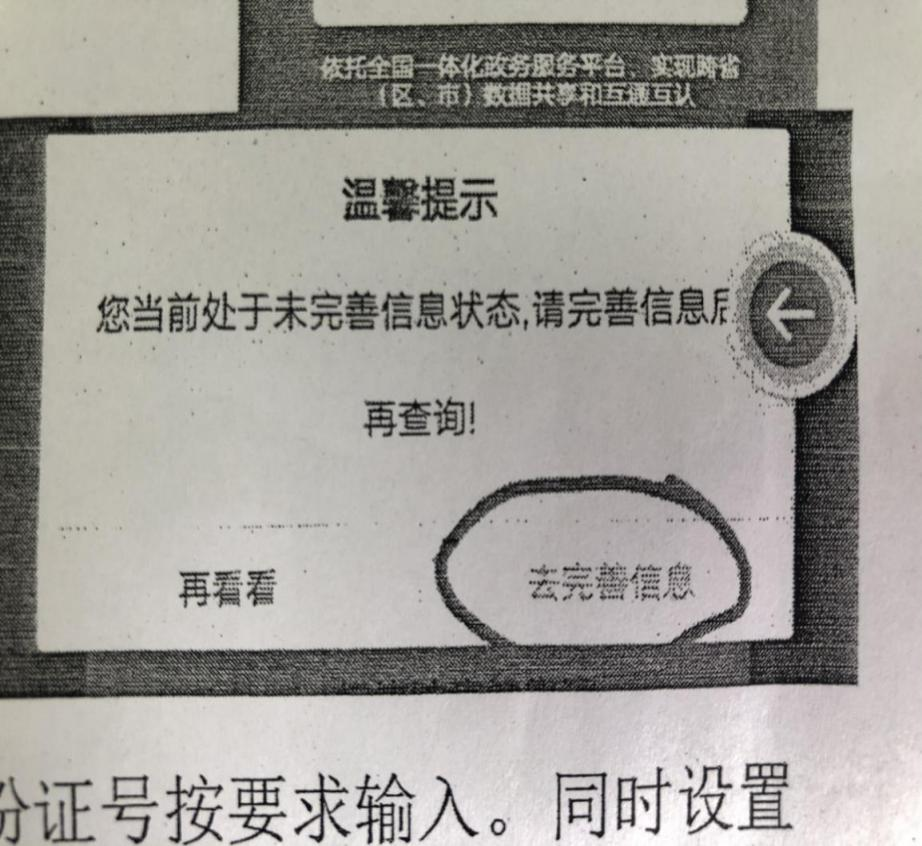 依托全国一体化政务服务平台，实现跨省
（区、市）数据共享和互通互认
温馨提示
您当前处于未完善信息状态,请完善信息后
再查询!
再看看
去完善信息
份证号按要求输入。同时设置